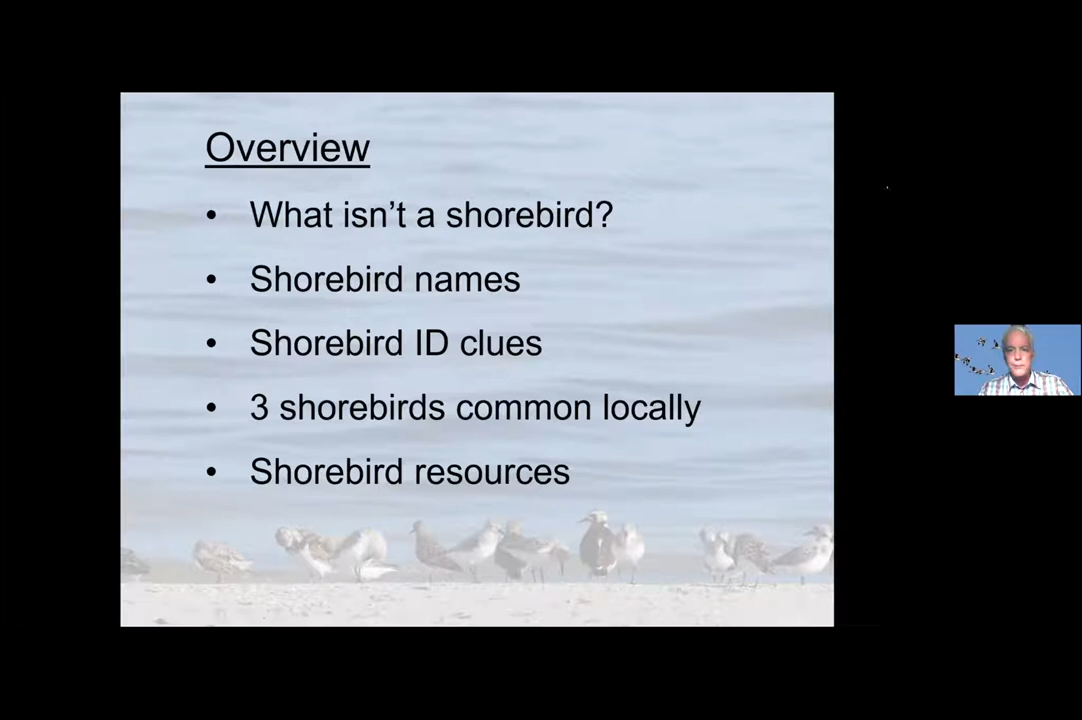 Overview
• What isn’t a shorebird?
• Shorebird names
• Shorebird ID clues
• 3 shorebirds common locally
• Shorebird resources